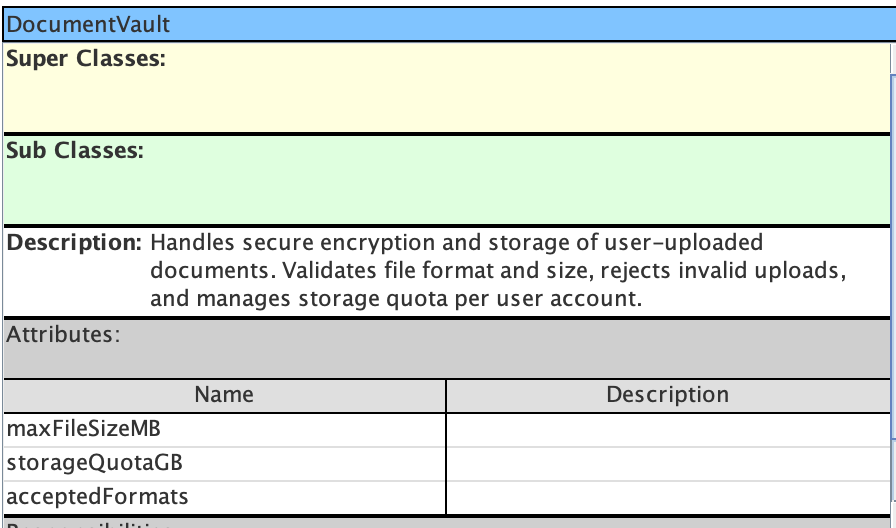 DocumentVault
Super Classes:
Sub Classes:
Description: Handles secure encryption and storage of user-uploaded
documents. Validates file format and size, rejects invalid uploads,
and manages storage quota per user account.
Attributes:
Name Description
maxFileSizeMB
storageQuotaGB
acceptedFormats